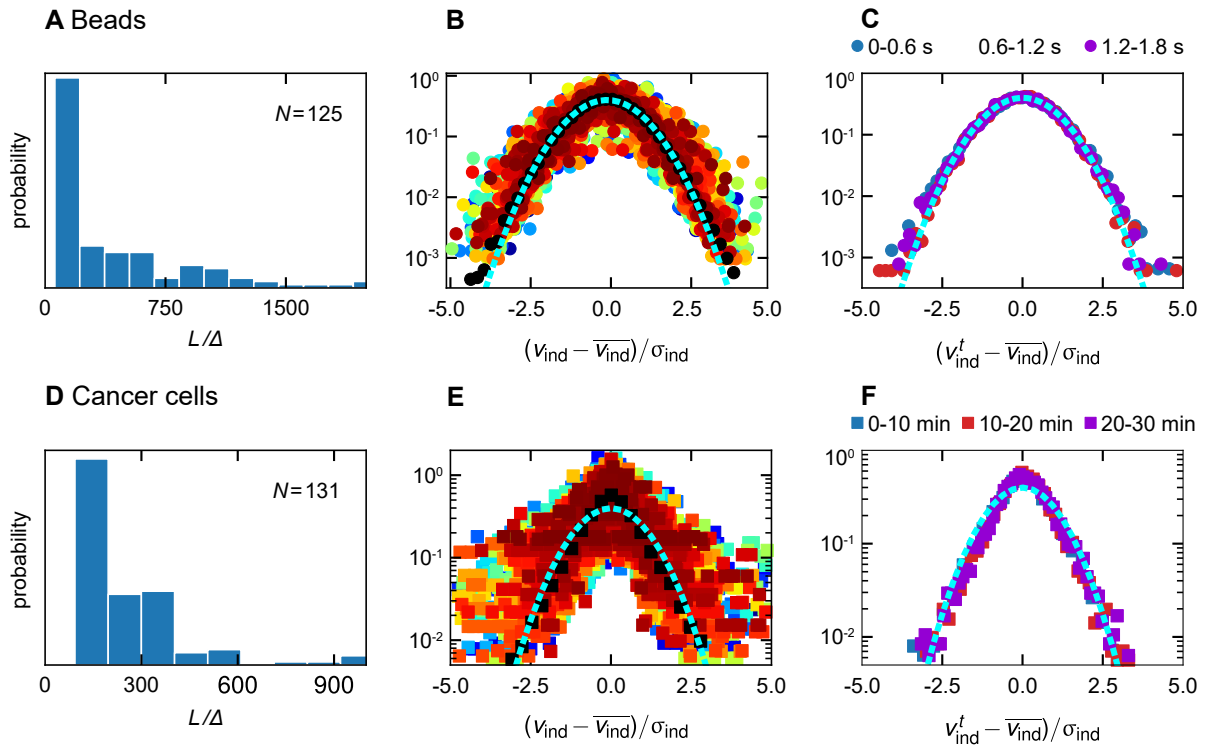 A Beads
B
C
0-0.6 s 0.6-1.2 s 1.2-1.8 s
probability
N=125
0 750 1500
L/Δ
10⁰
10⁻¹
10⁻²
10⁻³
-5.0 -2.5 0.0 2.5 5.0
(v_ind − v̅_ind̅)/σ_ind
10⁰
10⁻¹
10⁻²
10⁻³
-5.0 -2.5 0.0 2.5 5.0
(vᵗ_ind − v̅_ind̅)/σ_ind
D Cancer cells
E
F
0-10 min 10-20 min 20-30 min
probability
N=131
0 300 600 900
L/Δ
10⁰
10⁻¹
10⁻²
-5.0 -2.5 0.0 2.5 5.0
(v_ind − v̅_ind̅)/σ_ind
10⁰
10⁻¹
10⁻²
-5.0 -2.5 0.0 2.5 5.0
vᵗ_ind − v̅_ind̅)/σ_ind